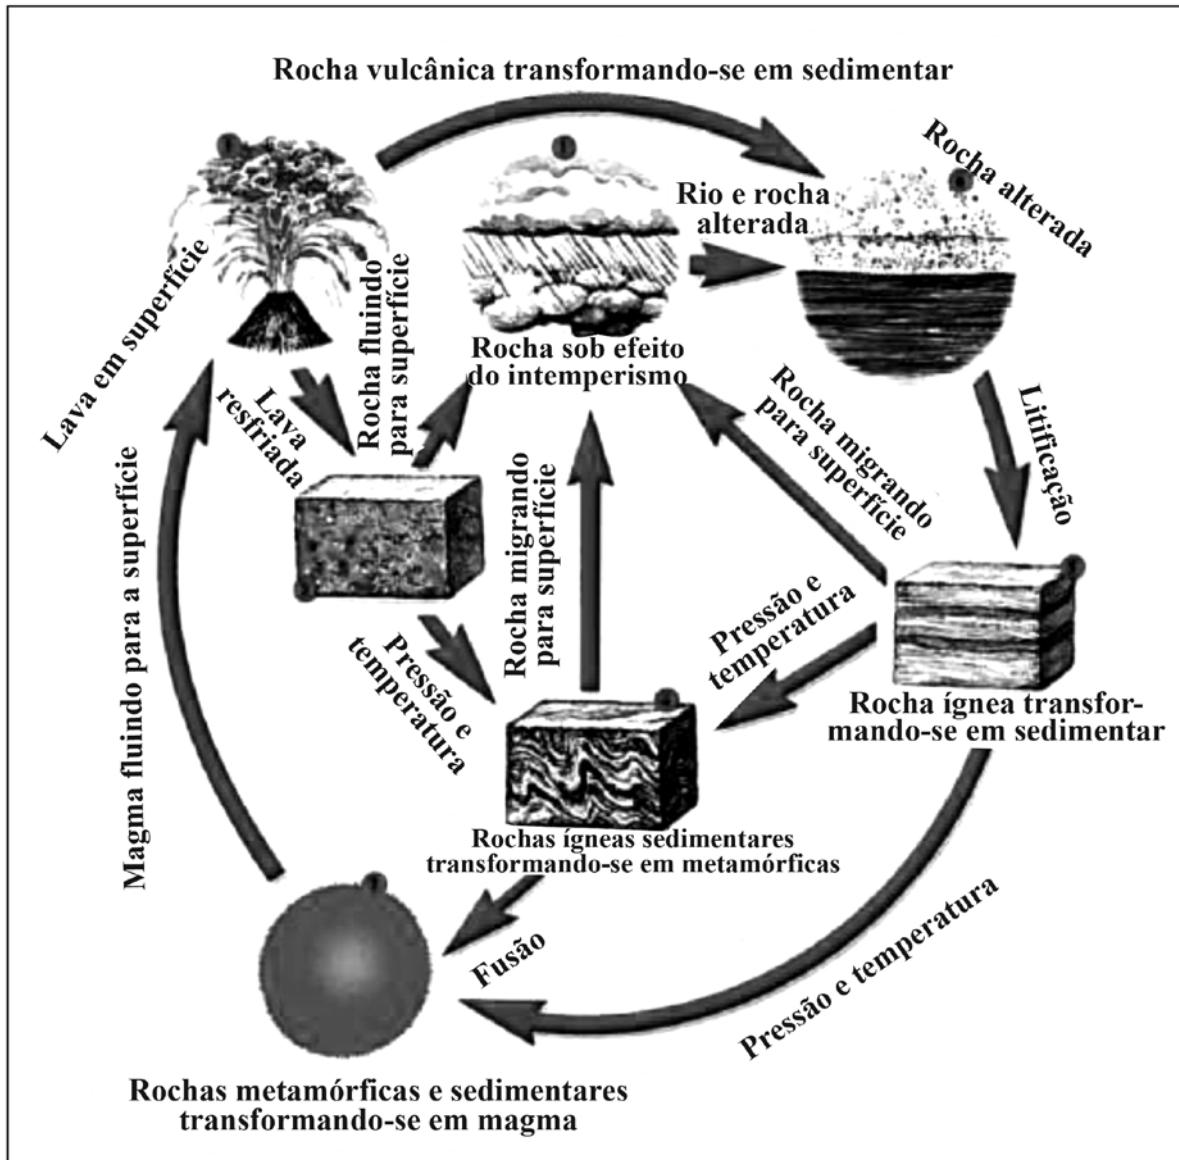 Rocha vulcânica transformando-se em sedimentar
Lava em superfície
Rocha fluindo
para superfície
Lava
resfriada
Rocha sob efeito
do intemperismo
Rio e rocha
alterada
Rocha alterada
Litificação
Rocha migrando
para superfície
Rocha migrando
para superfície
Magma fluindo para a superfície
Pressão e
temperatura
Pressão e
temperatura
Rocha ígnea transfor-
mando-se em sedimentar
Rochas ígneas sedimentares
transformando-se em metamórficas
Fusão
Pressão e temperatura
Rochas metamórficas e sedimentares
transformando-se em magma